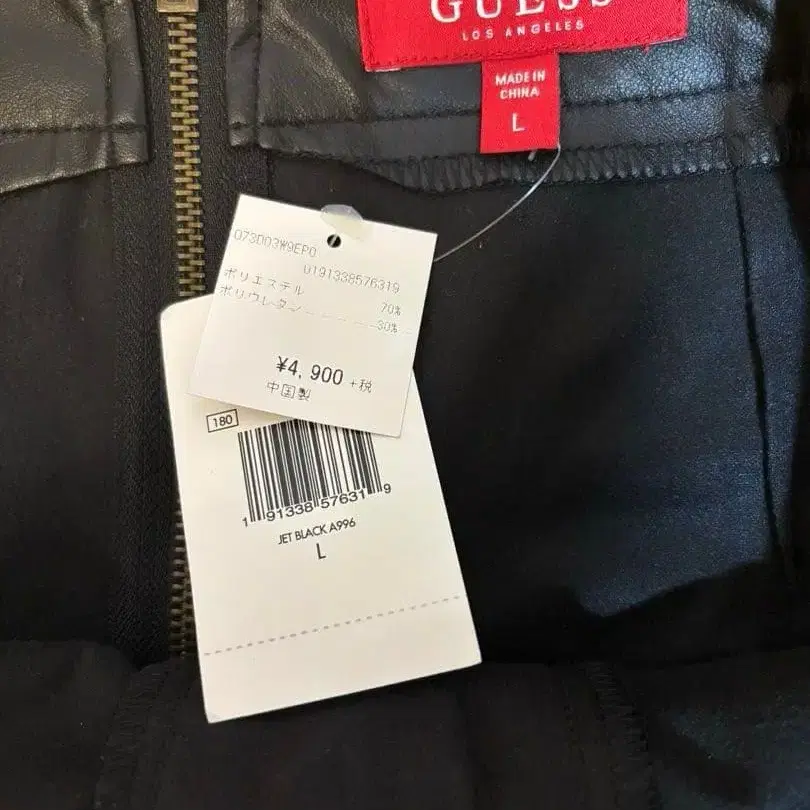 GUESS
LOS ANGELES
MADE IN
CHINA
L
073D03W9EP0
0191338576319
ポリエステル 70%
ポリウレタン 30%
¥4,900 +税
中国製
180
1 91338 57631 9
JET BLACK A996
L